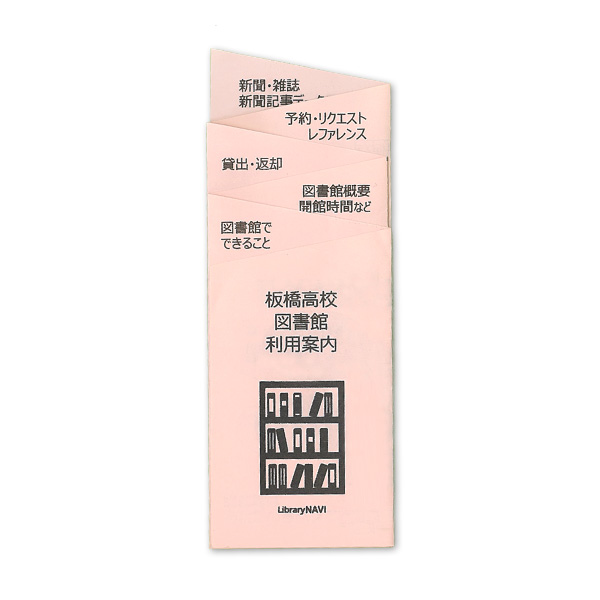 新聞・雑誌
新聞記事デー
予約・リクエスト
レファレンス
貸出・返却
図書館概要
開館時間など
図書館で
できること
板橋高校
図書館
利用案内
LibraryNAVI